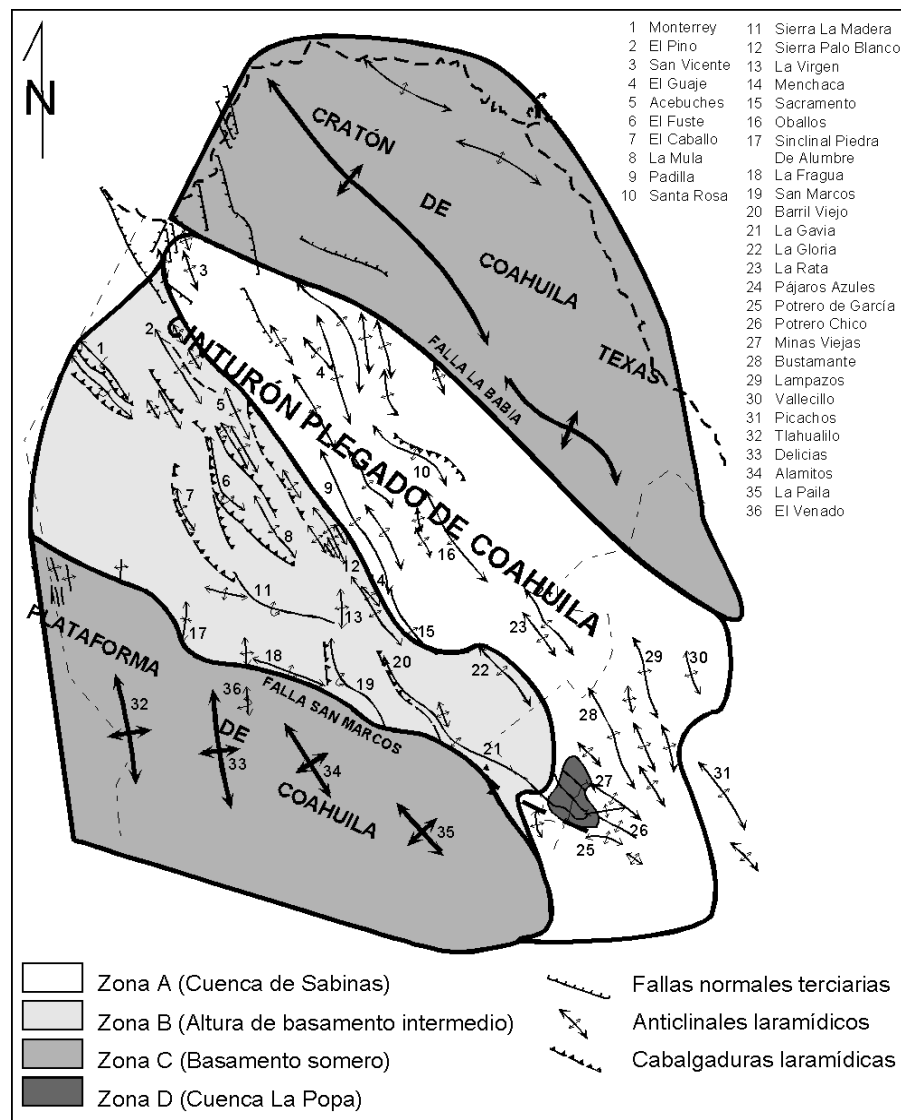 N
1 Monterrey
2 El Pino
3 San Vicente
4 El Guaje
5 Acebuches
6 El Fuste
7 El Caballo
8 La Mula
9 Padilla
10 Santa Rosa
11 Sierra La Madera
12 Sierra Palo Blanco
13 La Virgen
14 Menchaca
15 Sacramento
16 Oballos
17 Sinclinal Piedra
De Alumbre
18 La Fragua
19 San Marcos
20 Barril Viejo
21 La Gavia
22 La Gloria
23 La Rata
24 Pájaros Azules
25 Potrero de García
26 Potrero Chico
27 Minas Viejas
28 Bustamante
29 Lampazos
30 Vallecillo
31 Picachos
32 Tlahualilo
33 Delicias
34 Alamitos
35 La Paila
36 El Venado
CRATÓN
DE
COAHUILA
TEXAS
FALLA LA BABIA
CINTURÓN PLEGADO DE COAHUILA
3
2
1
4
5
10
6
9
7
16
8
12
11
14
13
15
23
17
20
22
29
30
18
19
PLATAFORMA
FALLA SAN MARCOS
36
32
DE
33
34
COAHUILA
35
21
28
27
31
26
25
Zona A (Cuenca de Sabinas)
Zona B (Altura de basamento intermedio)
Zona C (Basamento somero)
Zona D (Cuenca La Popa)
Fallas normales terciarias
Anticlinales laramídicos
Cabalgaduras laramídicas